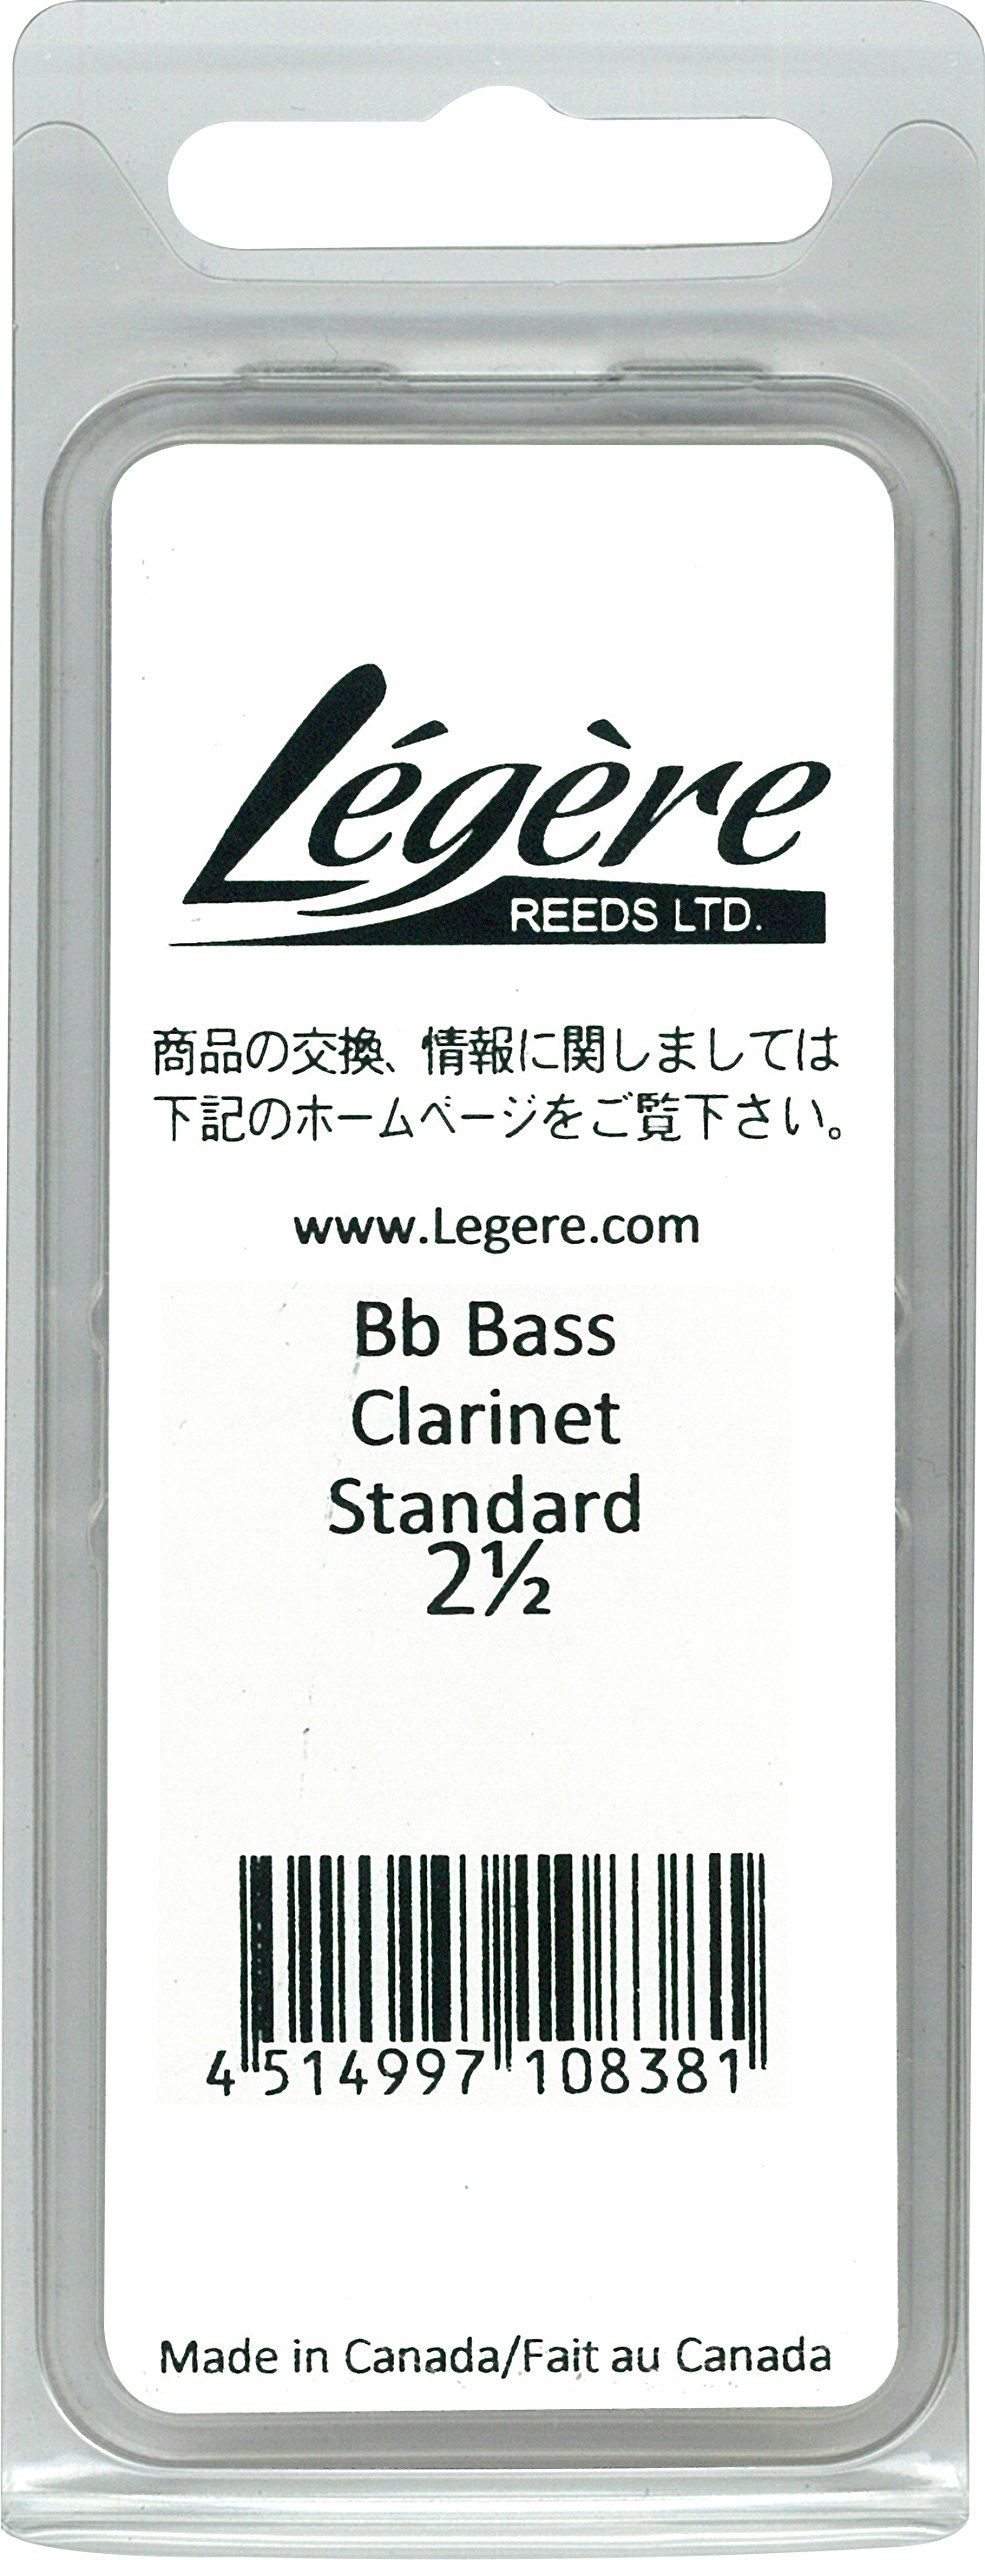 Légère
REEDS LTD.
商品の交換、情報に関しましては
下記のホームページをご覧下さい。
www.Legere.com
Bb Bass
Clarinet
Standard
2½
4 514997 108381
Made in Canada/Fait au Canada